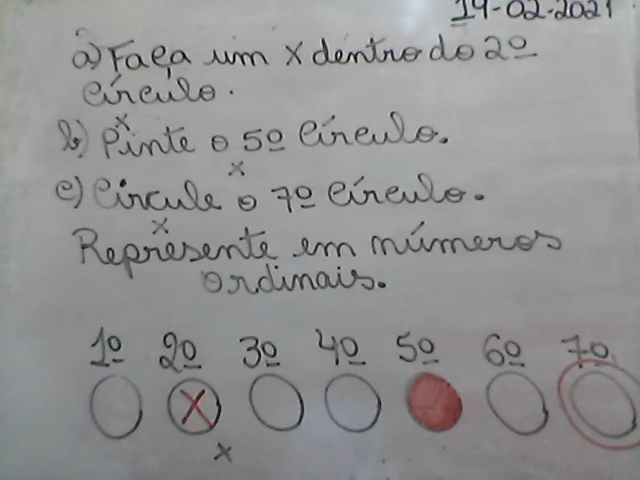 14-02-2021
a) Faça um x dentro do 2º
círculo.
x
b) Pinte o 5º círculo.
x
c) Circule o 7º círculo.
x
Represente em números
ordinais.
1º 2º 3º 4º 5º 6º 7º
X
x